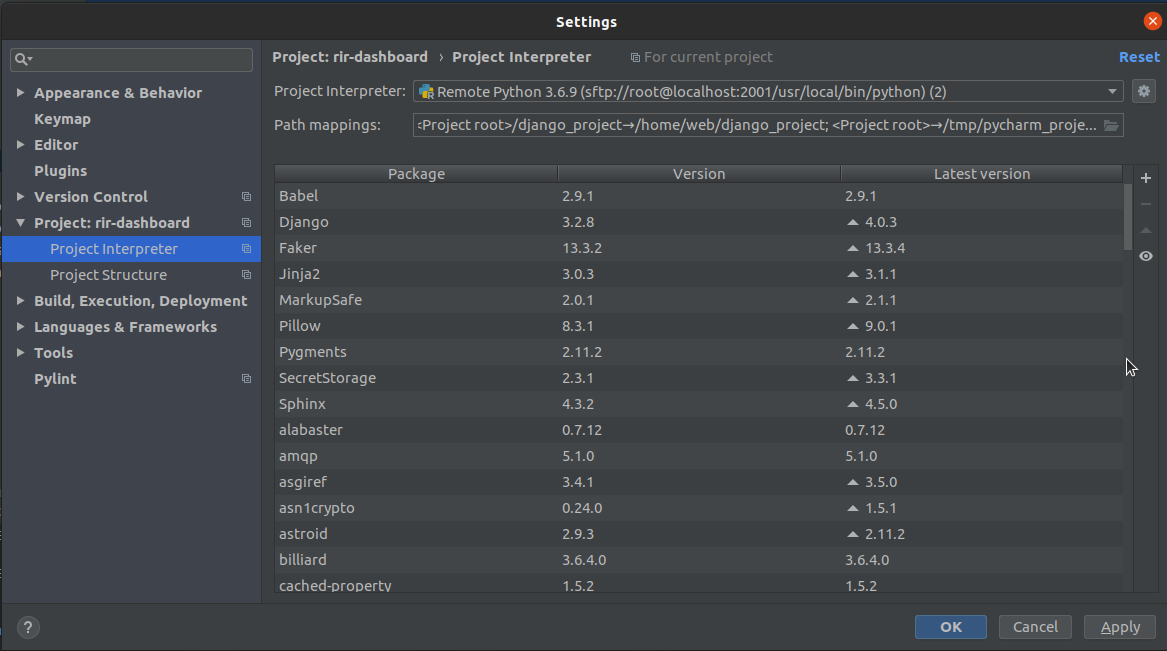 Settings
Project: rir-dashboard › Project Interpreter For current project Reset
Appearance & Behavior
Keymap
Editor
Plugins
Version Control
Project: rir-dashboard
Project Interpreter
Project Structure
Build, Execution, Deployment
Languages & Frameworks
Tools
Pylint
Project Interpreter: Remote Python 3.6.9 (sftp://root@localhost:2001/usr/local/bin/python) (2)
Path mappings: <Project root>/django_project→/home/web/django_project; <Project root>→/tmp/pycharm_proje...
Package Version Latest version
Babel 2.9.1 2.9.1
Django 3.2.8 4.0.3
Faker 13.3.2 13.3.4
Jinja2 3.0.3 3.1.1
MarkupSafe 2.0.1 2.1.1
Pillow 8.3.1 9.0.1
Pygments 2.11.2 2.11.2
SecretStorage 2.3.1 3.3.1
Sphinx 4.3.2 4.5.0
alabaster 0.7.12 0.7.12
amqp 5.1.0 5.1.0
asgiref 3.4.1 3.5.0
asn1crypto 0.24.0 1.5.1
astroid 2.9.3 2.11.2
billiard 3.6.4.0 3.6.4.0
cached-property 1.5.2 1.5.2
? OK Cancel Apply